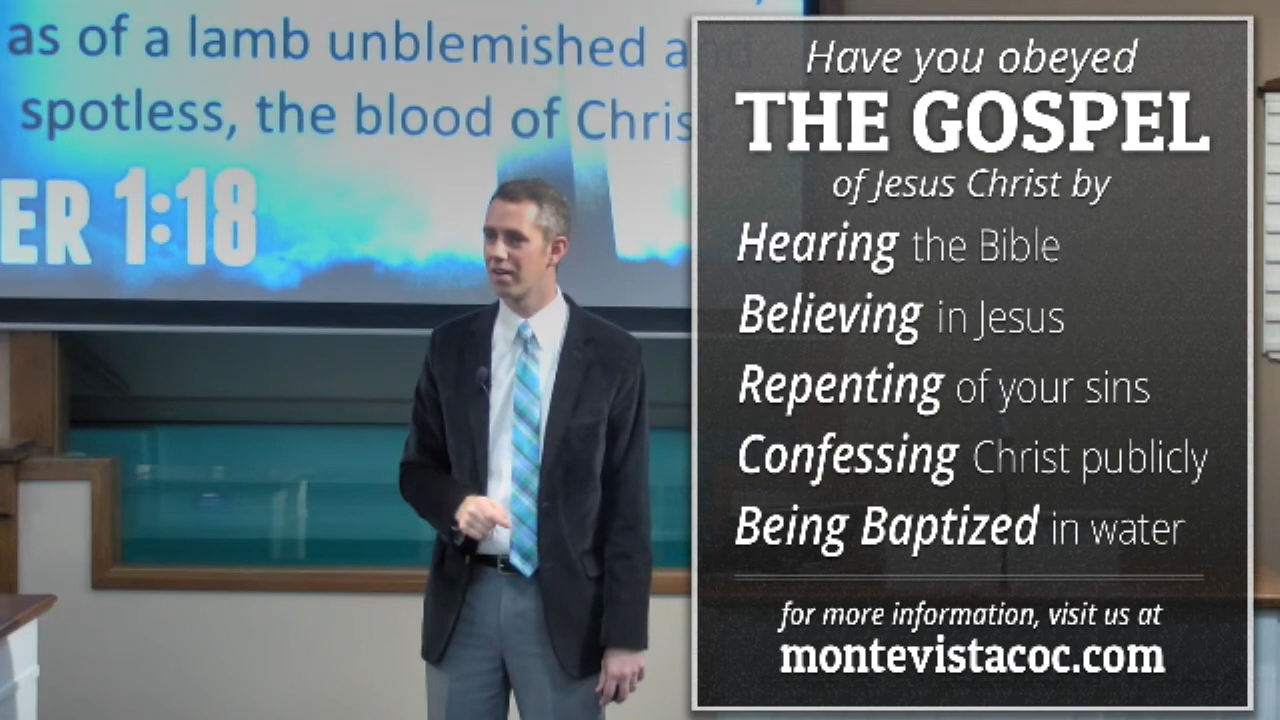 as of a lamb unblemished and
spotless, the blood of Chris
ER 1:18
Have you obeyed
THE GOSPEL
of Jesus Christ by
Hearing the Bible
Believing in Jesus
Repenting of your sins
Confessing Christ publicly
Being Baptized in water
for more information, visit us at
montevistacoc.com